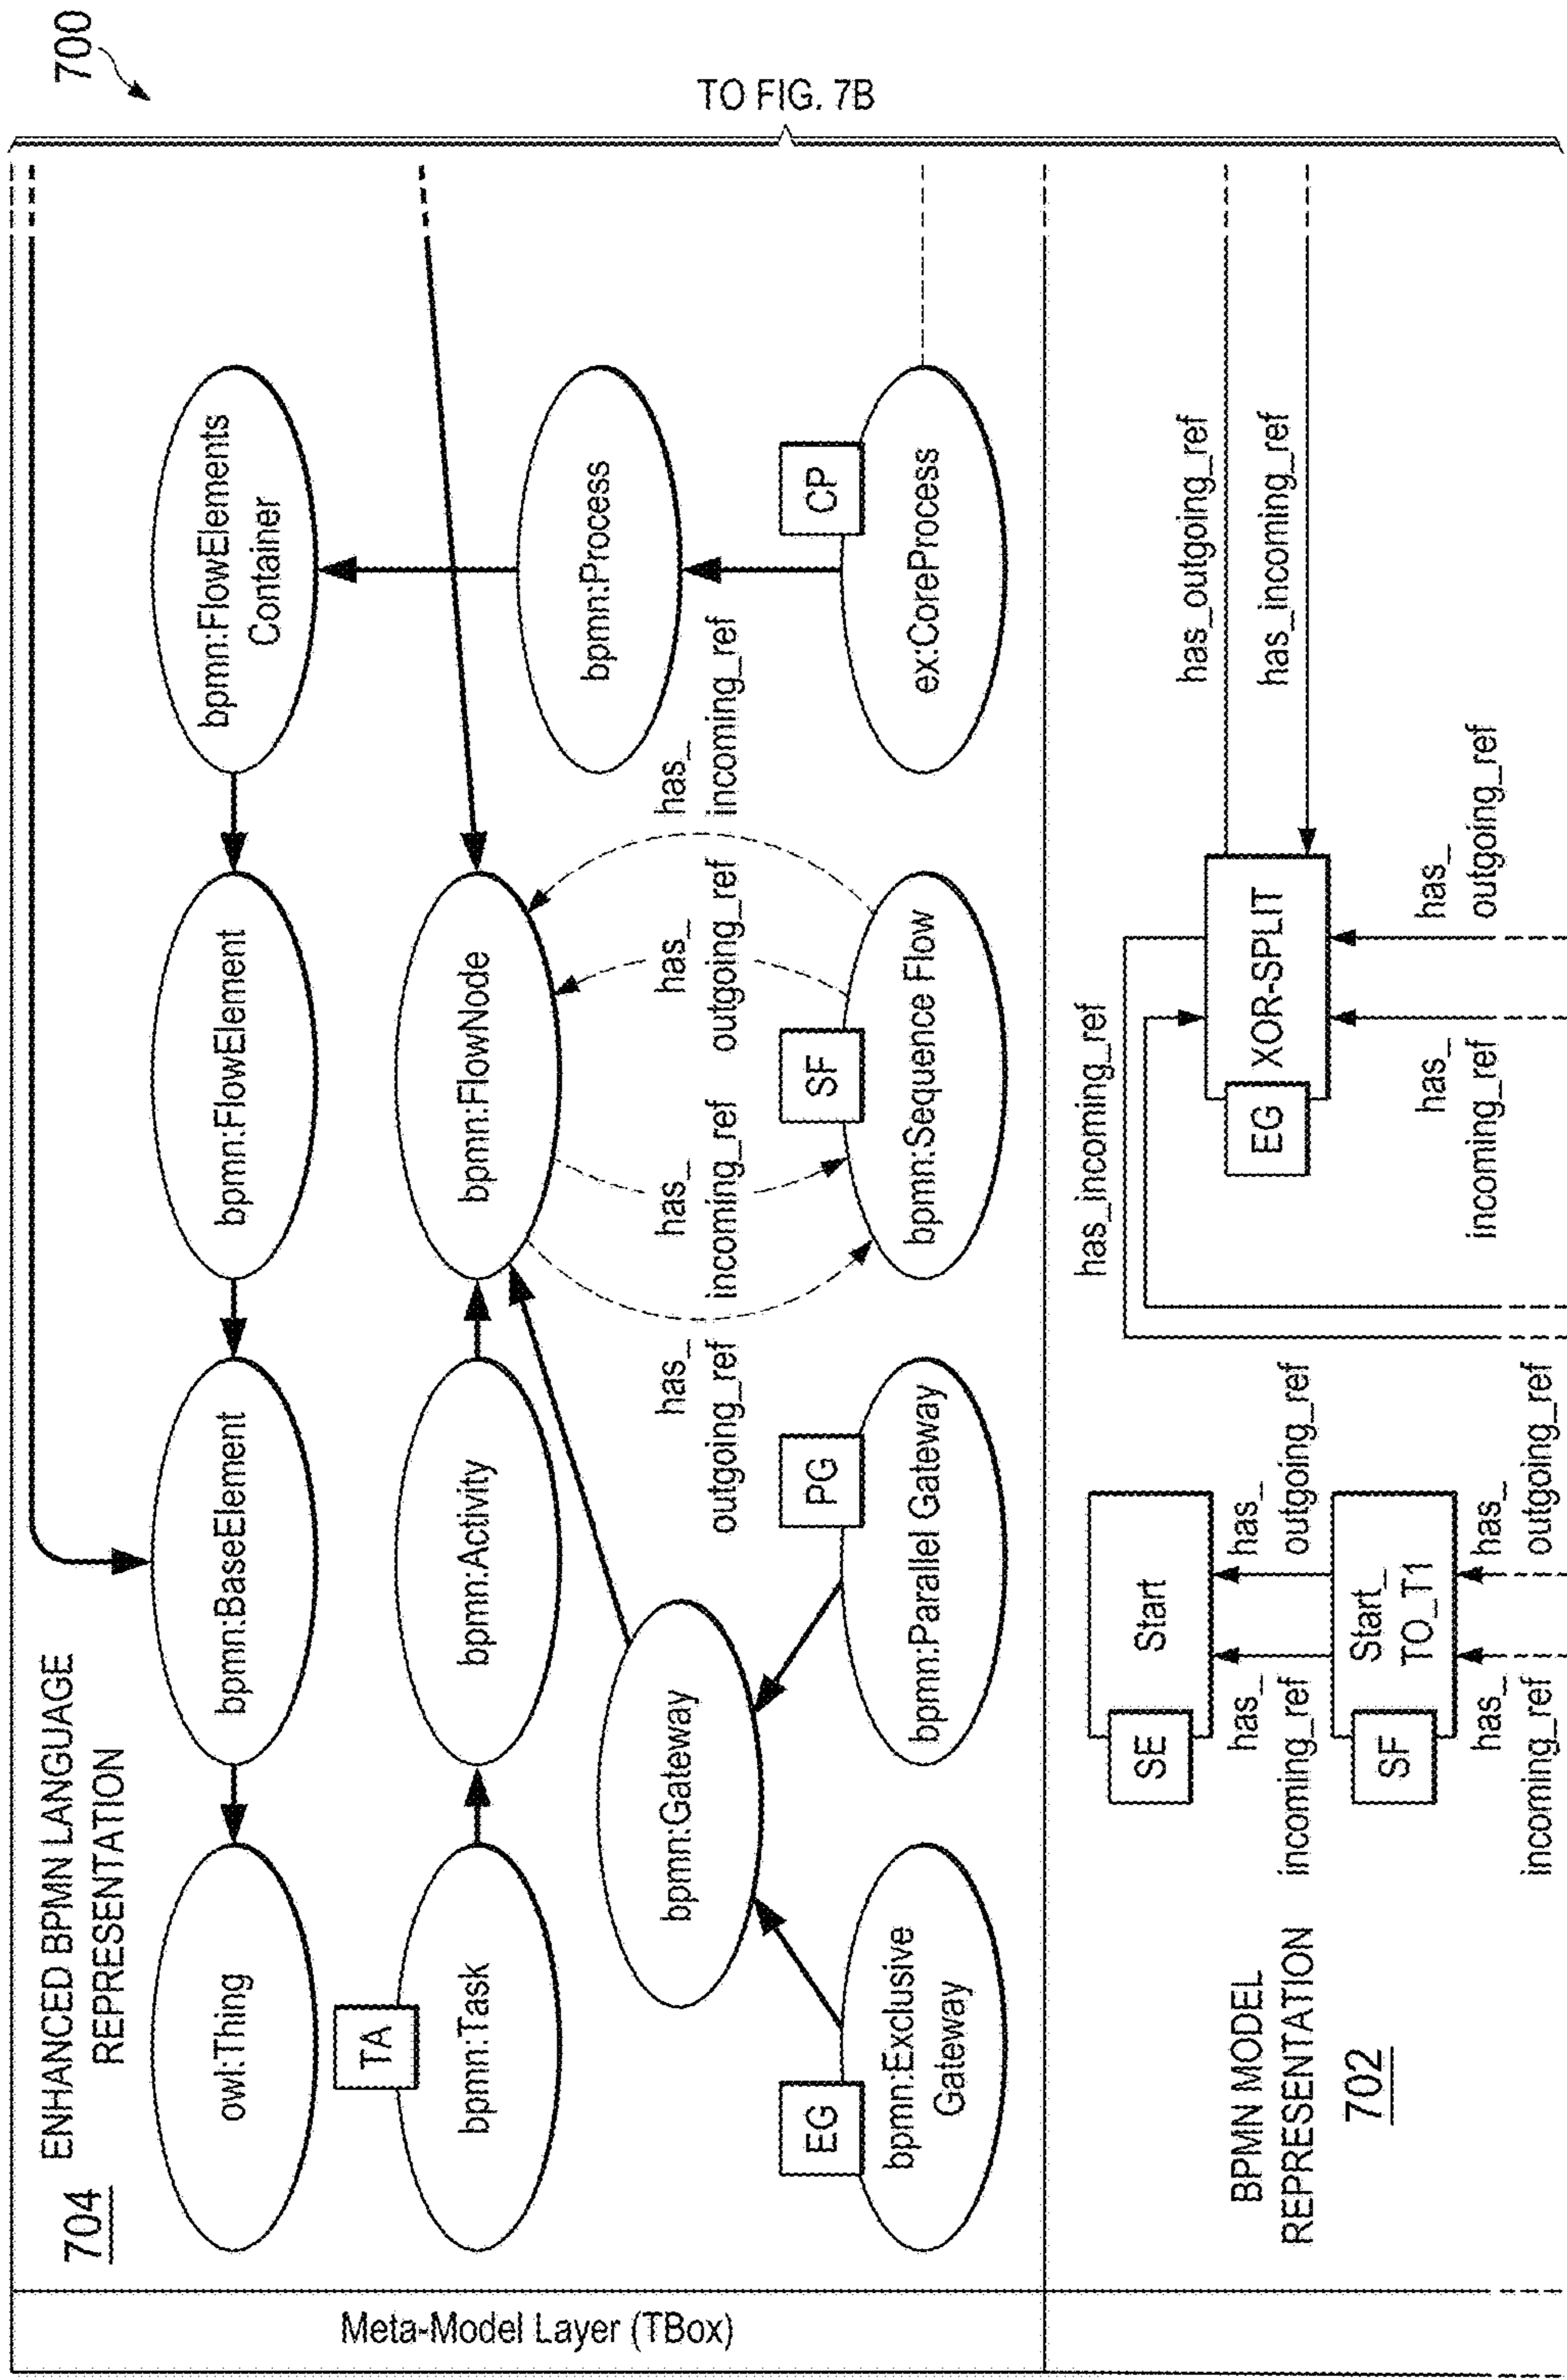 700
TO FIG. 7B
704
ENHANCED BPMN LANGUAGE
REPRESENTATION
owl:Thing
bpmn:BaseElement
bpmn:FlowElement
bpmn:FlowElements
Container
TA
bpmn:Task
bpmn:Activity
bpmn:FlowNode
bpmn:Process
bpmn:Gateway
has_
outgoing_ref
has_
incoming_ref
has_
outgoing_ref
has_
incoming_ref
EG
bpmn:Exclusive
Gateway
PG
bpmn:Parallel Gateway
SF
bpmn:Sequence Flow
CP
ex:CoreProcess
Meta-Model Layer (TBox)
BPMN MODEL
REPRESENTATION
702
SE
Start
has_
incoming_ref
has_
outgoing_ref
SF
Start_
TO_T1
has_
incoming_ref
has_
outgoing_ref
has_incoming_ref
EG
XOR-SPLIT
has_outgoing_ref
has_incoming_ref
has_
incoming_ref
has_
outgoing_ref